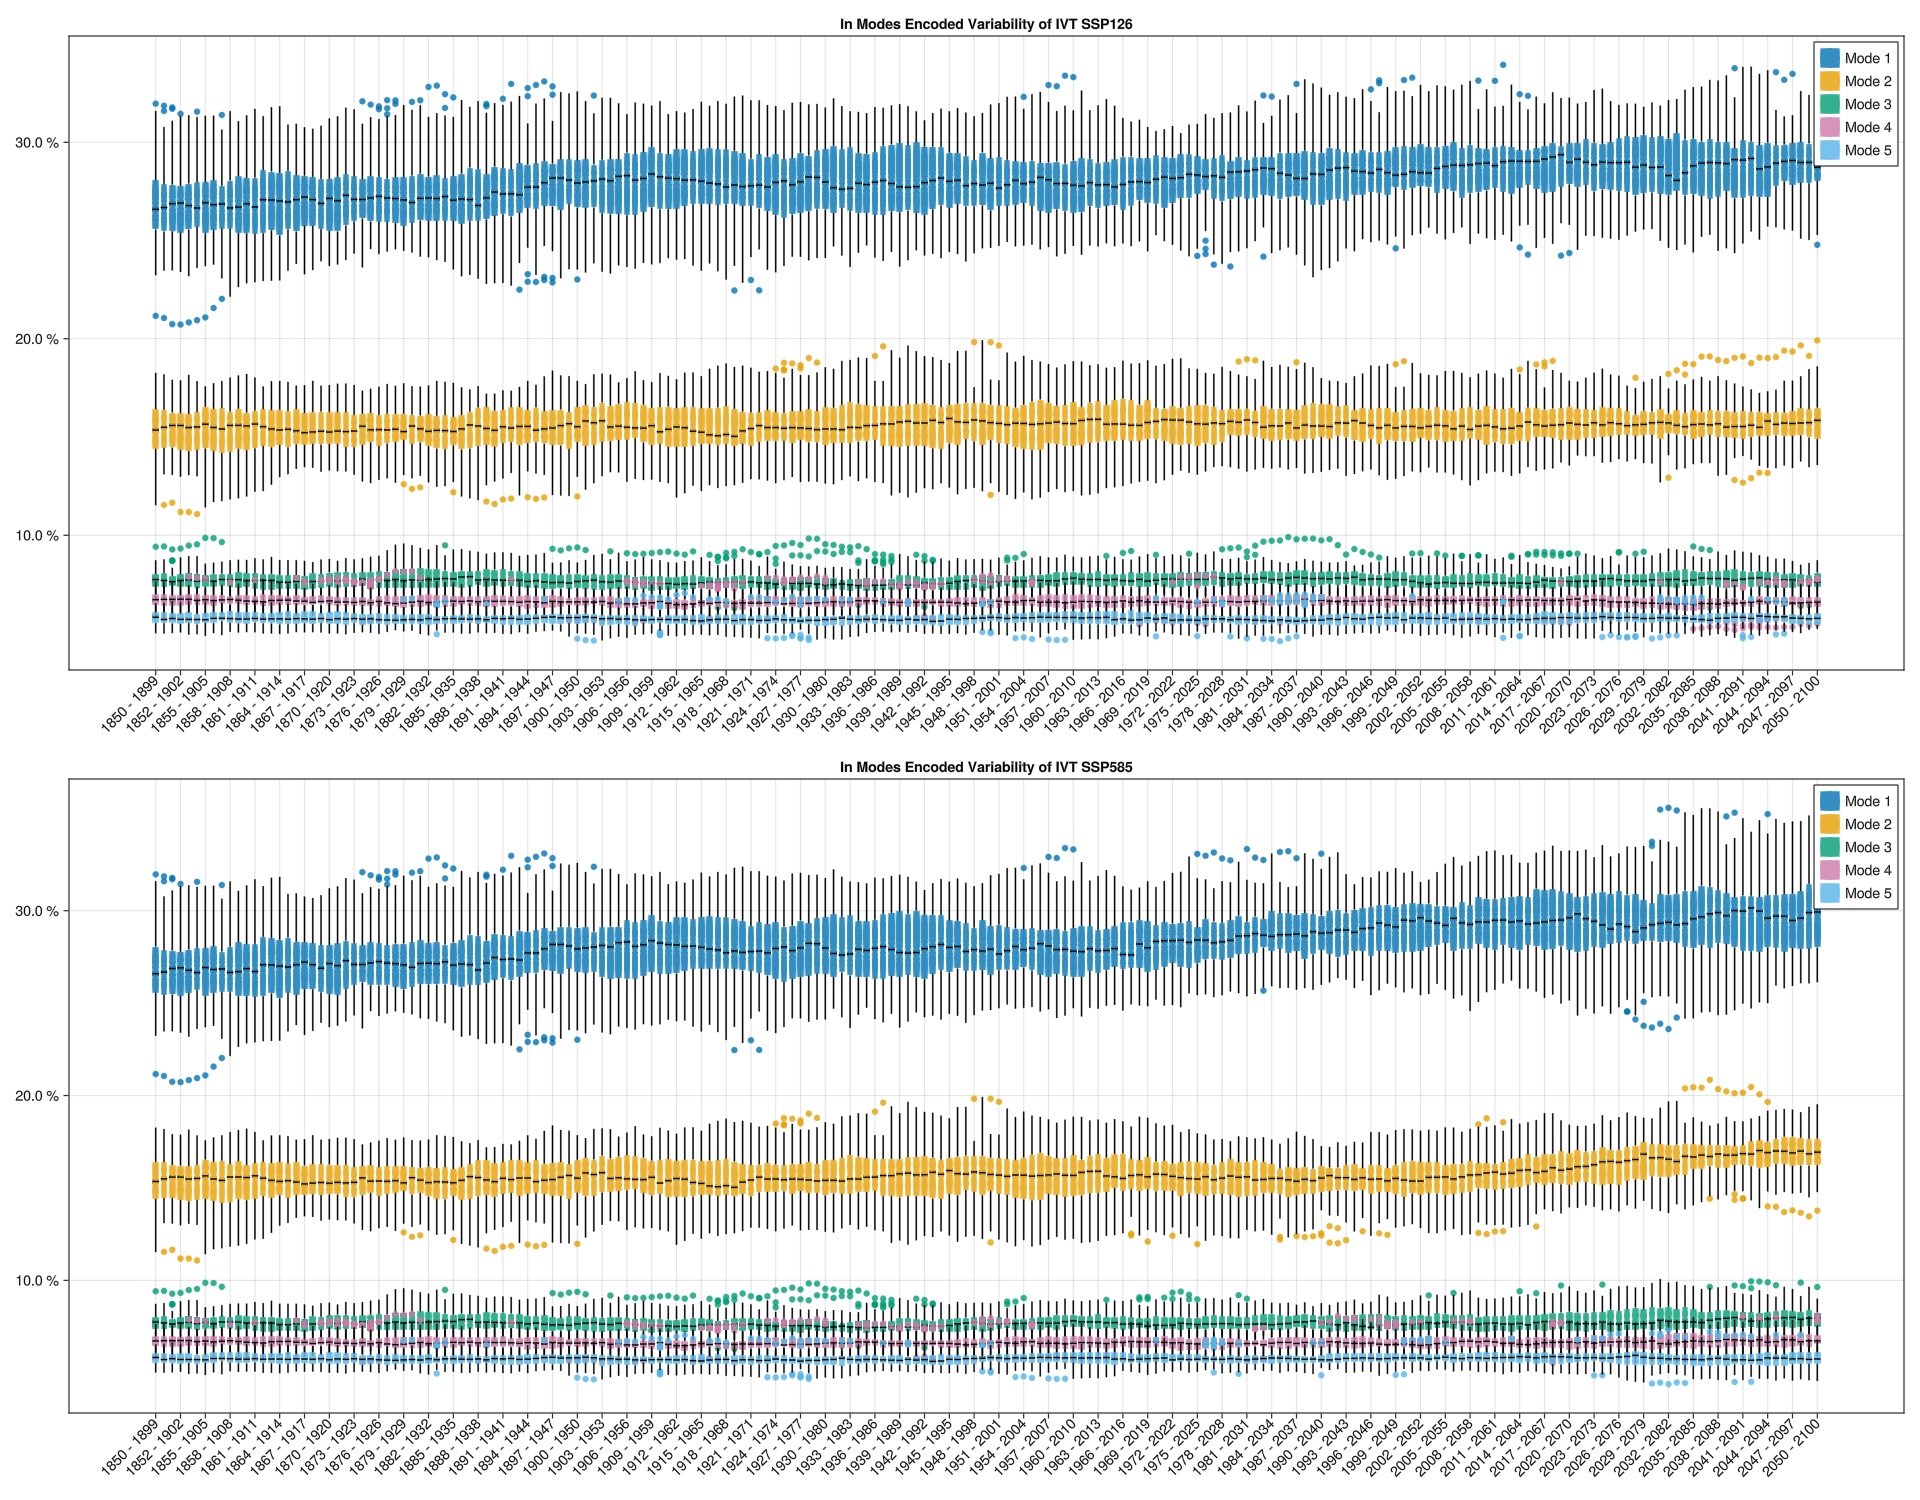 In Modes Encoded Variability of IVT SSP126
Mode 1
Mode 2
Mode 3
Mode 4
Mode 5
30.0 %
20.0 %
10.0 %
1850 - 1899
1852 - 1902
1855 - 1905
1858 - 1908
1861 - 1911
1864 - 1914
1867 - 1917
1870 - 1920
1873 - 1923
1876 - 1926
1879 - 1929
1882 - 1932
1885 - 1935
1888 - 1938
1891 - 1941
1894 - 1944
1897 - 1947
1900 - 1950
1903 - 1953
1906 - 1956
1909 - 1959
1912 - 1962
1915 - 1965
1918 - 1968
1921 - 1971
1924 - 1974
1927 - 1977
1930 - 1980
1933 - 1983
1936 - 1986
1939 - 1989
1942 - 1992
1945 - 1995
1948 - 1998
1951 - 2001
1954 - 2004
1957 - 2007
1960 - 2010
1963 - 2013
1966 - 2016
1969 - 2019
1972 - 2022
1975 - 2025
1978 - 2028
1981 - 2031
1984 - 2034
1987 - 2037
1990 - 2040
1993 - 2043
1996 - 2046
1999 - 2049
2002 - 2052
2005 - 2055
2008 - 2058
2011 - 2061
2014 - 2064
2017 - 2067
2020 - 2070
2023 - 2073
2026 - 2076
2029 - 2079
2032 - 2082
2035 - 2085
2038 - 2088
2041 - 2091
2044 - 2094
2047 - 2097
2050 - 2100
In Modes Encoded Variability of IVT SSP585
Mode 1
Mode 2
Mode 3
Mode 4
Mode 5
30.0 %
20.0 %
10.0 %
1850 - 1899
1852 - 1902
1855 - 1905
1858 - 1908
1861 - 1911
1864 - 1914
1867 - 1917
1870 - 1920
1873 - 1923
1876 - 1926
1879 - 1929
1882 - 1932
1885 - 1935
1888 - 1938
1891 - 1941
1894 - 1944
1897 - 1947
1900 - 1950
1903 - 1953
1906 - 1956
1909 - 1959
1912 - 1962
1915 - 1965
1918 - 1968
1921 - 1971
1924 - 1974
1927 - 1977
1930 - 1980
1933 - 1983
1936 - 1986
1939 - 1989
1942 - 1992
1945 - 1995
1948 - 1998
1951 - 2001
1954 - 2004
1957 - 2007
1960 - 2010
1963 - 2013
1966 - 2016
1969 - 2019
1972 - 2022
1975 - 2025
1978 - 2028
1981 - 2031
1984 - 2034
1987 - 2037
1990 - 2040
1993 - 2043
1996 - 2046
1999 - 2049
2002 - 2052
2005 - 2055
2008 - 2058
2011 - 2061
2014 - 2064
2017 - 2067
2020 - 2070
2023 - 2073
2026 - 2076
2029 - 2079
2032 - 2082
2035 - 2085
2038 - 2088
2041 - 2091
2044 - 2094
2047 - 2097
2050 - 2100